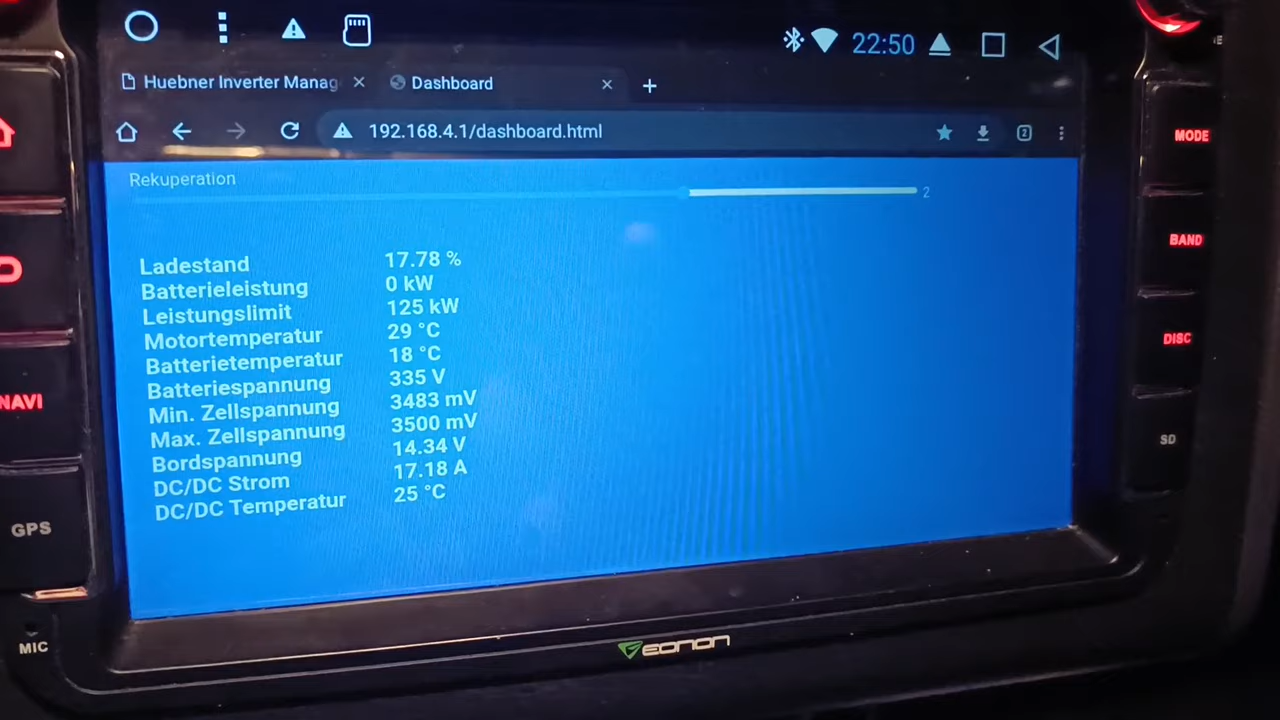 22:50
Huebner Inverter Manag
Dashboard
192.168.4.1/dashboard.html
2
Rekuperation
2
Ladestand 17.78 %
Batterieleistung 0 kW
Leistungslimit 125 kW
Motortemperatur 29 °C
Batterietemperatur 18 °C
Batteriespannung 335 V
Min. Zellspannung 3483 mV
Max. Zellspannung 3500 mV
Bordspannung 14.34 V
DC/DC Strom 17.18 A
DC/DC Temperatur 25 °C
NAVI
GPS
MIC
MODE
BAND
DISC
SD
GEONON